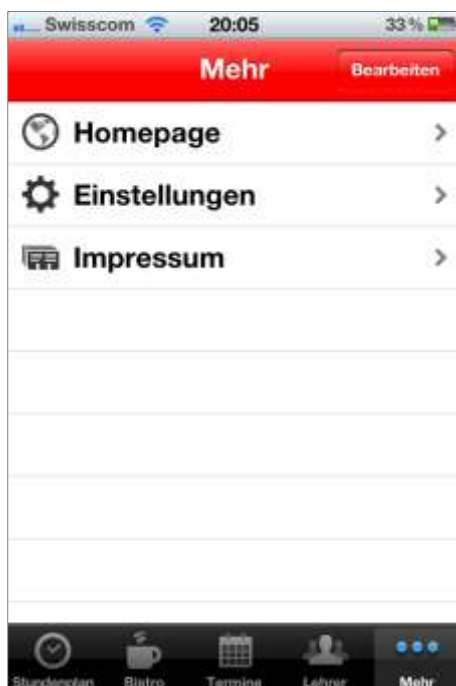 Swisscom 20:05 33 %
Mehr Bearbeiten
Homepage
Einstellungen
Impressum
Stundenplan Bistro Termine Lehrer Mehr